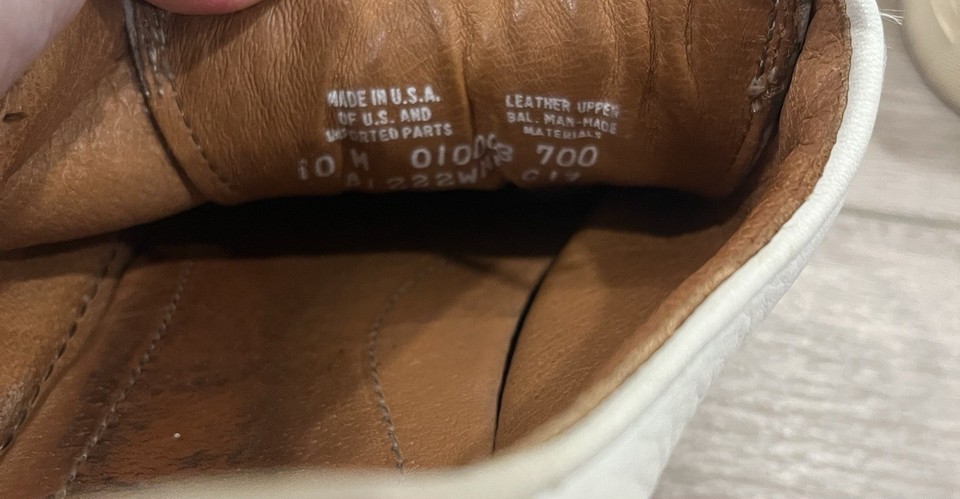 MADE IN U.S.A.
OF U.S. AND
IMPORTED PARTS
LEATHER UPPER
BAL. MAN-MADE
MATERIALS
10 700